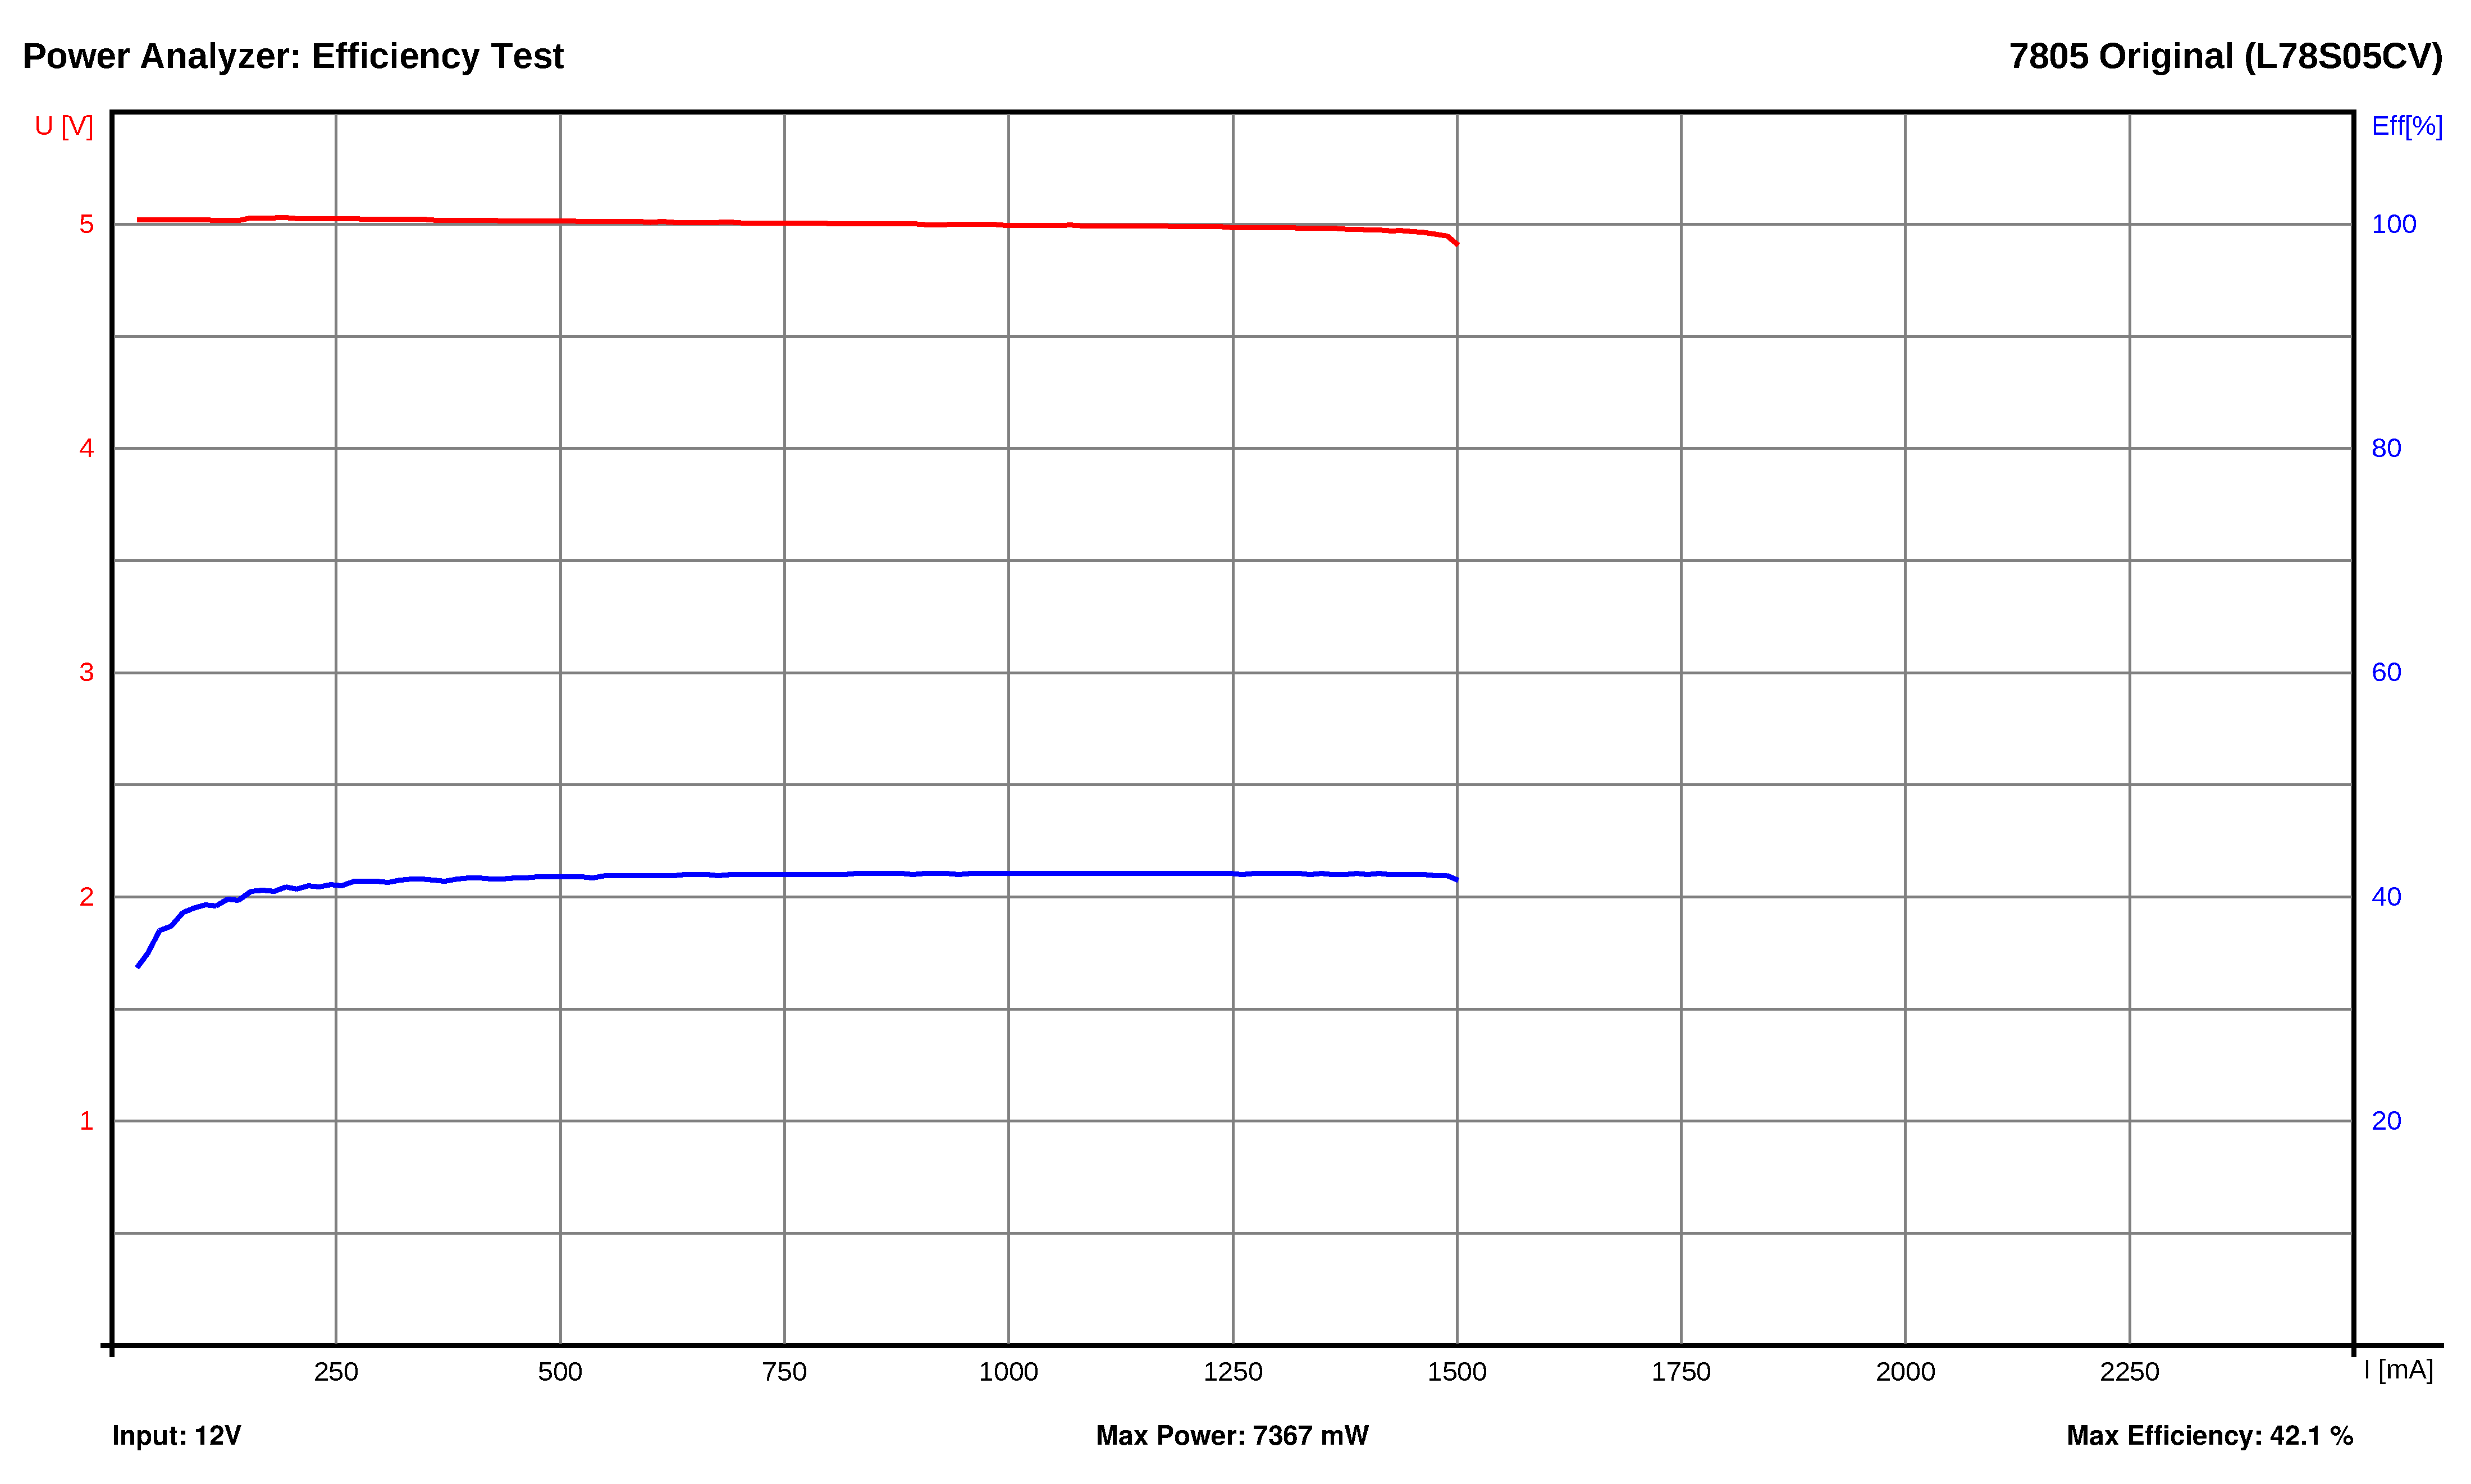 Power Analyzer: Efficiency Test
7805 Original (L78S05CV)
U [V]
Eff[%]
5
100
4
80
3
60
2
40
1
20
250 500 750 1000 1250 1500 1750 2000 2250 I [mA]
Input: 12V
Max Power: 7367 mW
Max Efficiency: 42.1 %